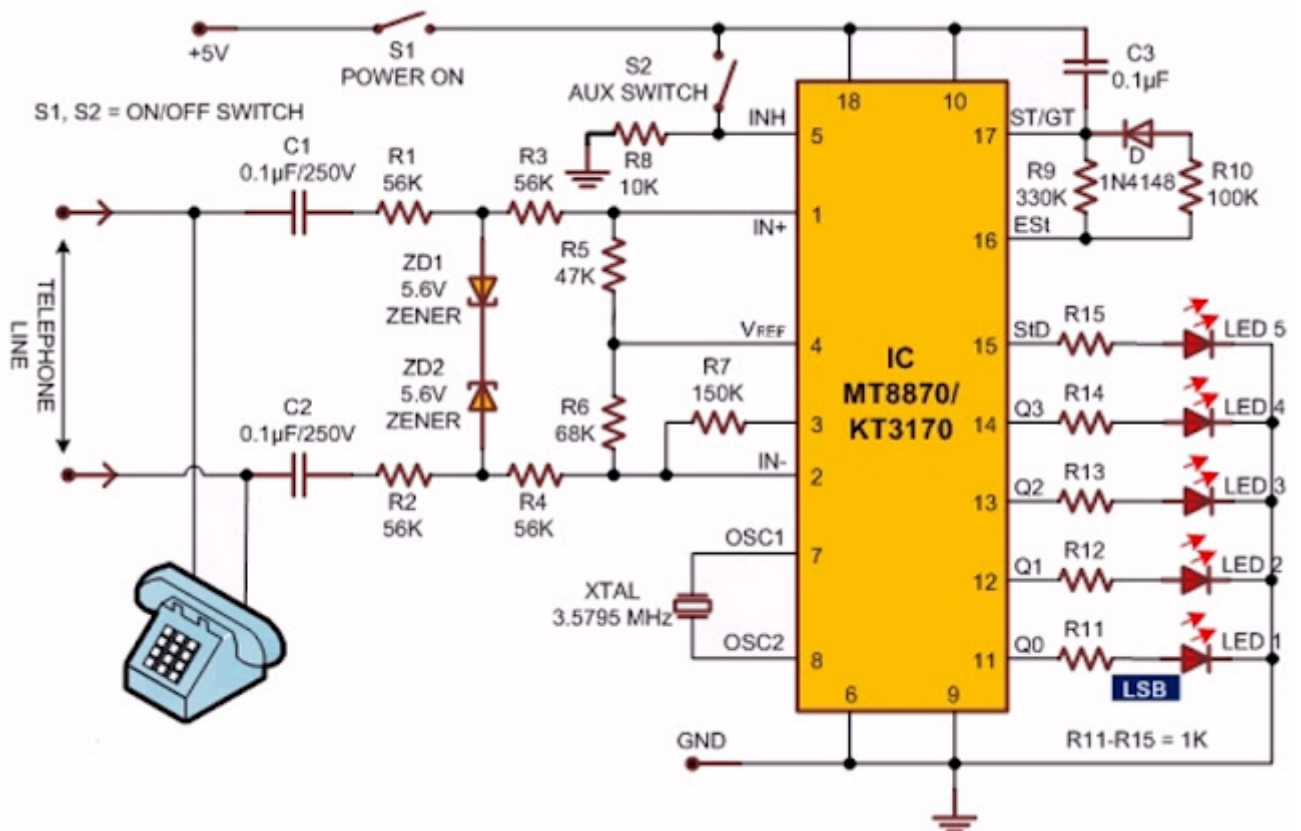 +5V
S1
POWER ON
S2
AUX SWITCH
C3
0.1µF
S1, S2 = ON/OFF SWITCH
INH
5
18
10
ST/GT
17
R8
10K
D
1N4148
R9
330K
R10
100K
C1
0.1µF/250V
R1
56K
R3
56K
1
IN+
16
ESt
ZD1
5.6V
ZENER
R5
47K
TELEPHONE
LINE
VREF
4
IC
MT8870/
KT3170
15
StD
R15
LED 5
ZD2
5.6V
ZENER
R6
68K
R7
150K
3
14
Q3
R14
LED 4
C2
0.1µF/250V
R2
56K
R4
56K
IN-
2
13
Q2
R13
LED 3
OSC1
7
XTAL
3.5795 MHz
OSC2
8
12
Q1
R12
LED 2
11
Q0
R11
LED 1
LSB
6
9
GND
R11-R15 = 1K